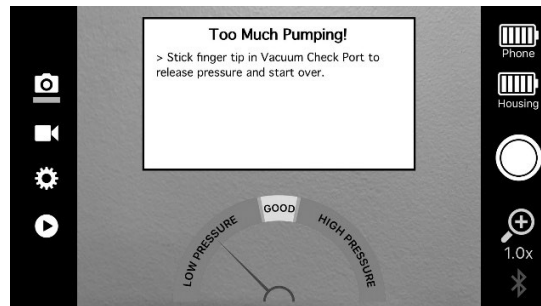 Too Much Pumping!
> Stick finger tip in Vacuum Check Port to
release pressure and start over.
Phone
Housing
LOW PRESSURE
GOOD
HIGH PRESSURE
1.0x